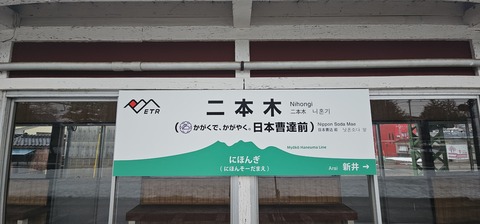 ETR
二本木
Nihongi
二本木 니혼기
(かがくで、かがやく。日本曹達前)
Nippon Soda Mae
Myoko Haneuma Line
にほんぎ
(にほんそーだまえ)
Arai 新井 →